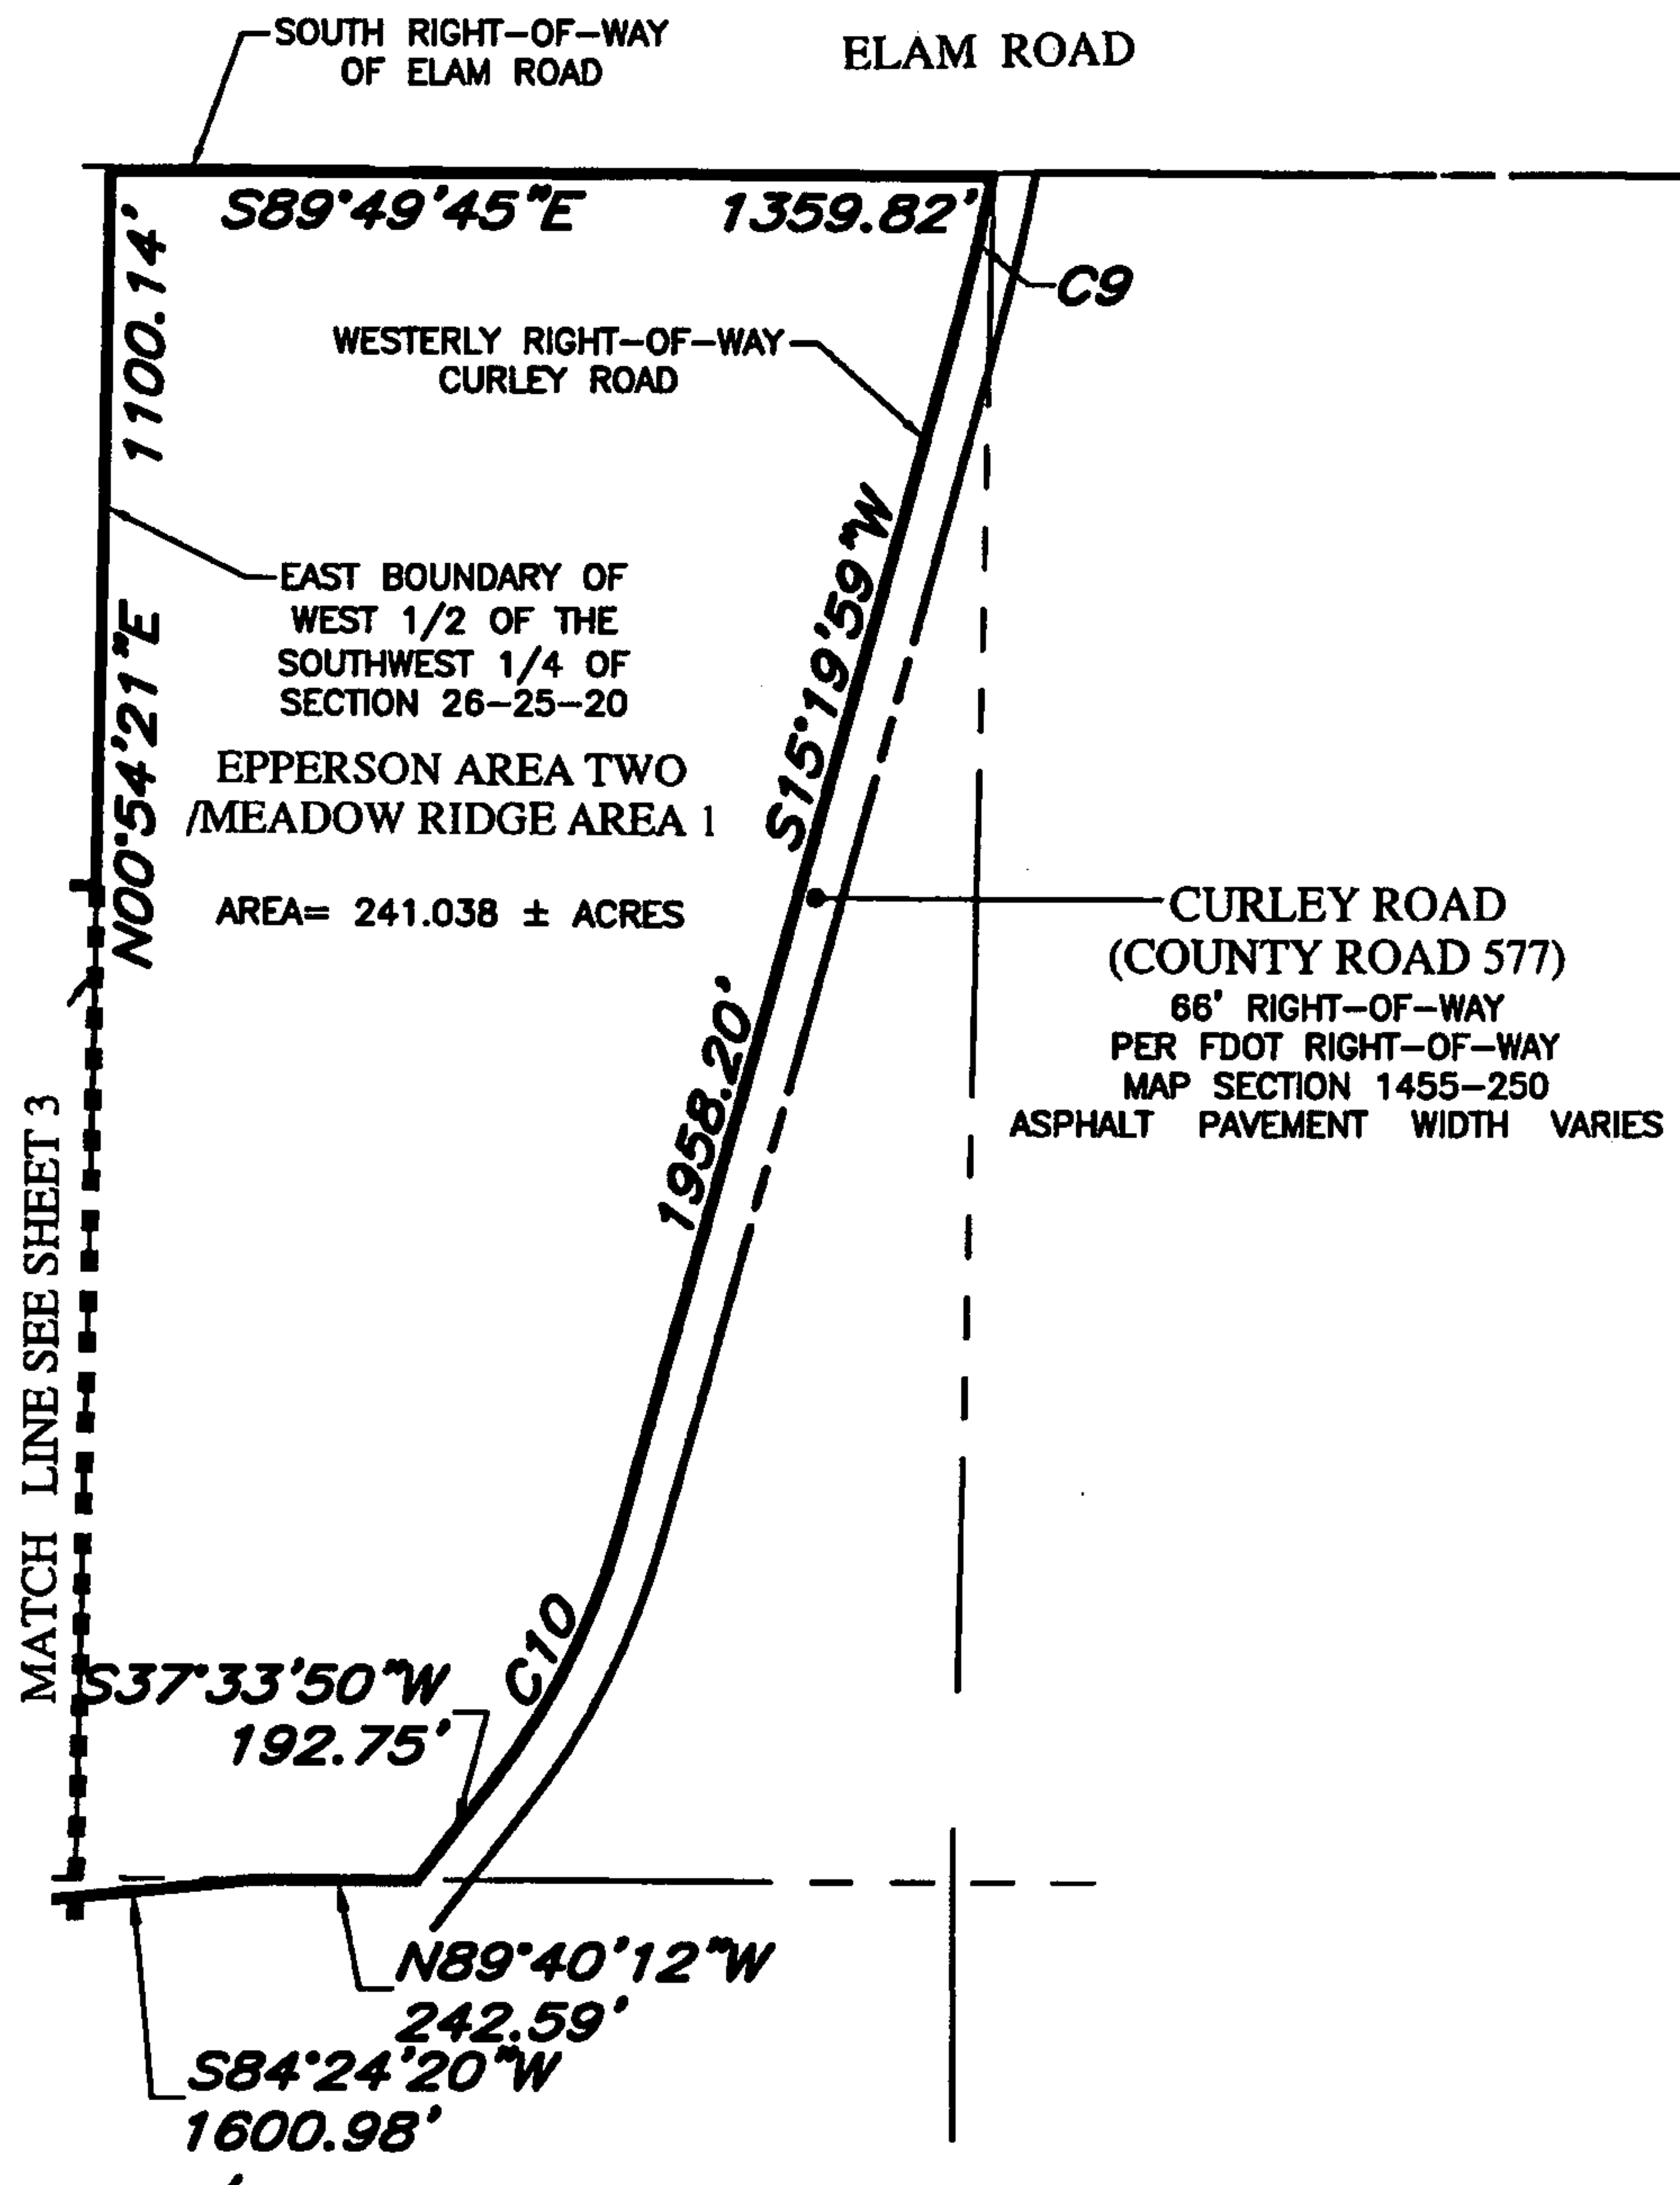 SOUTH RIGHT-OF-WAY
OF ELAM ROAD
ELAM ROAD
S89°49'45"E 1359.82'
1100.14'
N00°54'21"E
C9
WESTERLY RIGHT-OF-WAY
CURLEY ROAD
EAST BOUNDARY OF
WEST 1/2 OF THE
SOUTHWEST 1/4 OF
SECTION 26-25-20
S15°19'59"W
1958.20'
EPPERSON AREA TWO
/MEADOW RIDGE AREA 1
AREA= 241.038 ± ACRES
CURLEY ROAD
(COUNTY ROAD 577)
66' RIGHT-OF-WAY
PER FDOT RIGHT-OF-WAY
MAP SECTION 1455-250
ASPHALT PAVEMENT WIDTH VARIES
MATCH LINE SEE SHEET 3
C10
S37°33'50"W
192.75'
N89°40'12"W
242.59'
S84°24'20"W
1600.98'